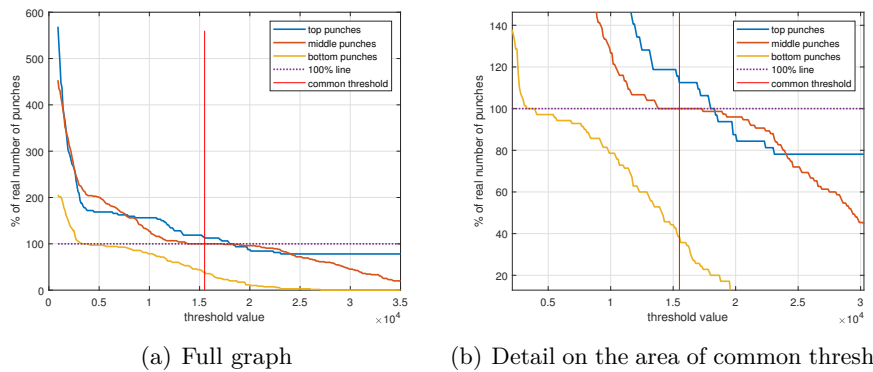 600
500
400
300
200
100
0
% of real number of punches
top punches
middle punches
bottom punches
100% line
common threshold
0 0.5 1 1.5 2 2.5 3 3.5
threshold value
×10^4
(a) Full graph
140
120
100
80
60
40
20
% of real number of punches
top punches
middle punches
bottom punches
100% line
common threshold
0.5 1 1.5 2 2.5 3
threshold value
×10^4
(b) Detail on the area of common thresh